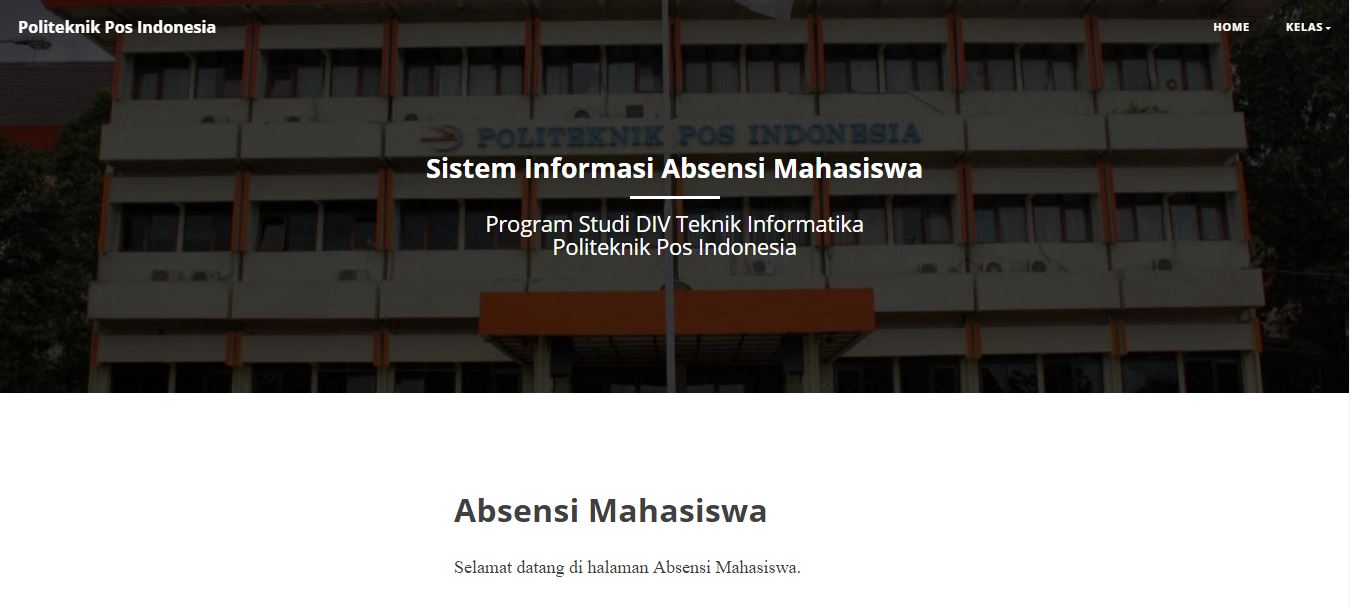 Politeknik Pos Indonesia
HOME
KELAS
POLITEKNIK POS INDONESIA
Sistem Informasi Absensi Mahasiswa
Program Studi DIV Teknik Informatika
Politeknik Pos Indonesia
Absensi Mahasiswa
Selamat datang di halaman Absensi Mahasiswa.